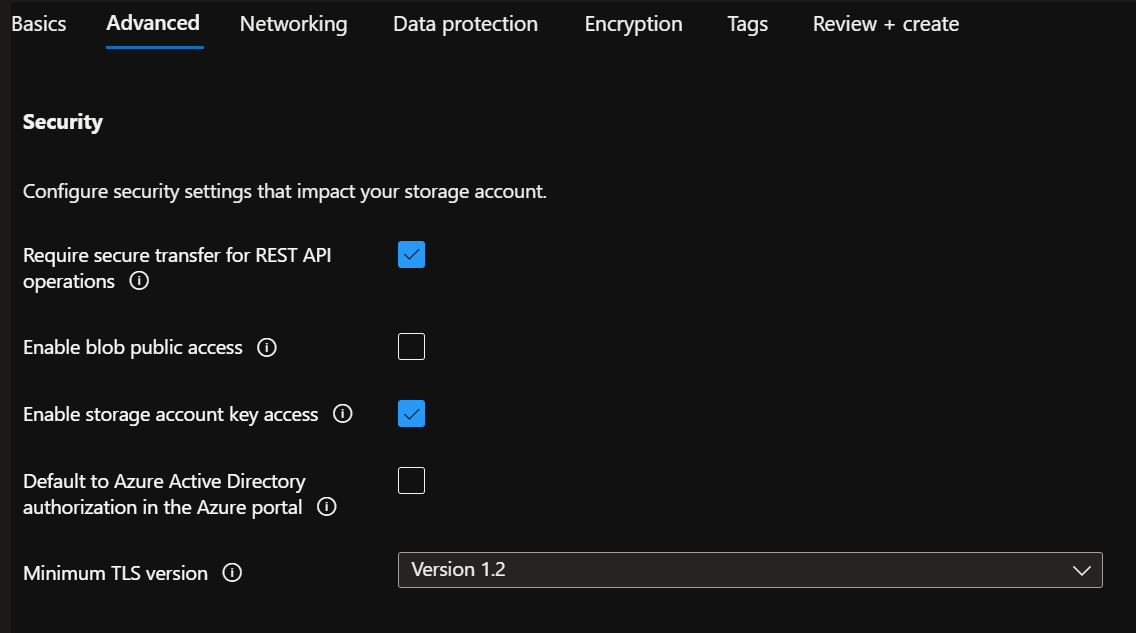 Basics Advanced Networking Data protection Encryption Tags Review + create
Security
Configure security settings that impact your storage account.
Require secure transfer for REST API
operations
Enable blob public access
Enable storage account key access
Default to Azure Active Directory
authorization in the Azure portal
Minimum TLS version Version 1.2